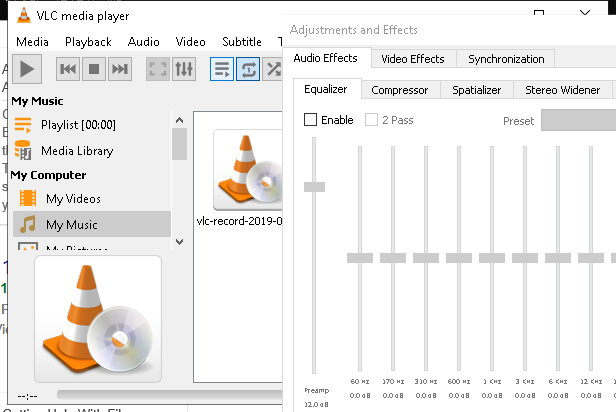 VLC media player
Media Playback Audio Video Subtitle T
My Music
Playlist [00:00]
Media Library
My Computer
My Videos
My Music
My Pictures
vlc-record-2019-0
--:--
Adjustments and Effects
Audio Effects Video Effects Synchronization
Equalizer Compressor Spatializer Stereo Widener
Enable 2 Pass Preset
60 Hz 170 Hz 310 Hz 600 Hz 1 KHz 3 KHz 6 KHz 12 KHz
Preamp 0.0 dB 0.0 dB 0.0 dB 0.0 dB 0.0 dB 0.0 dB 0.0 dB 0.0 dB
12.0 dB